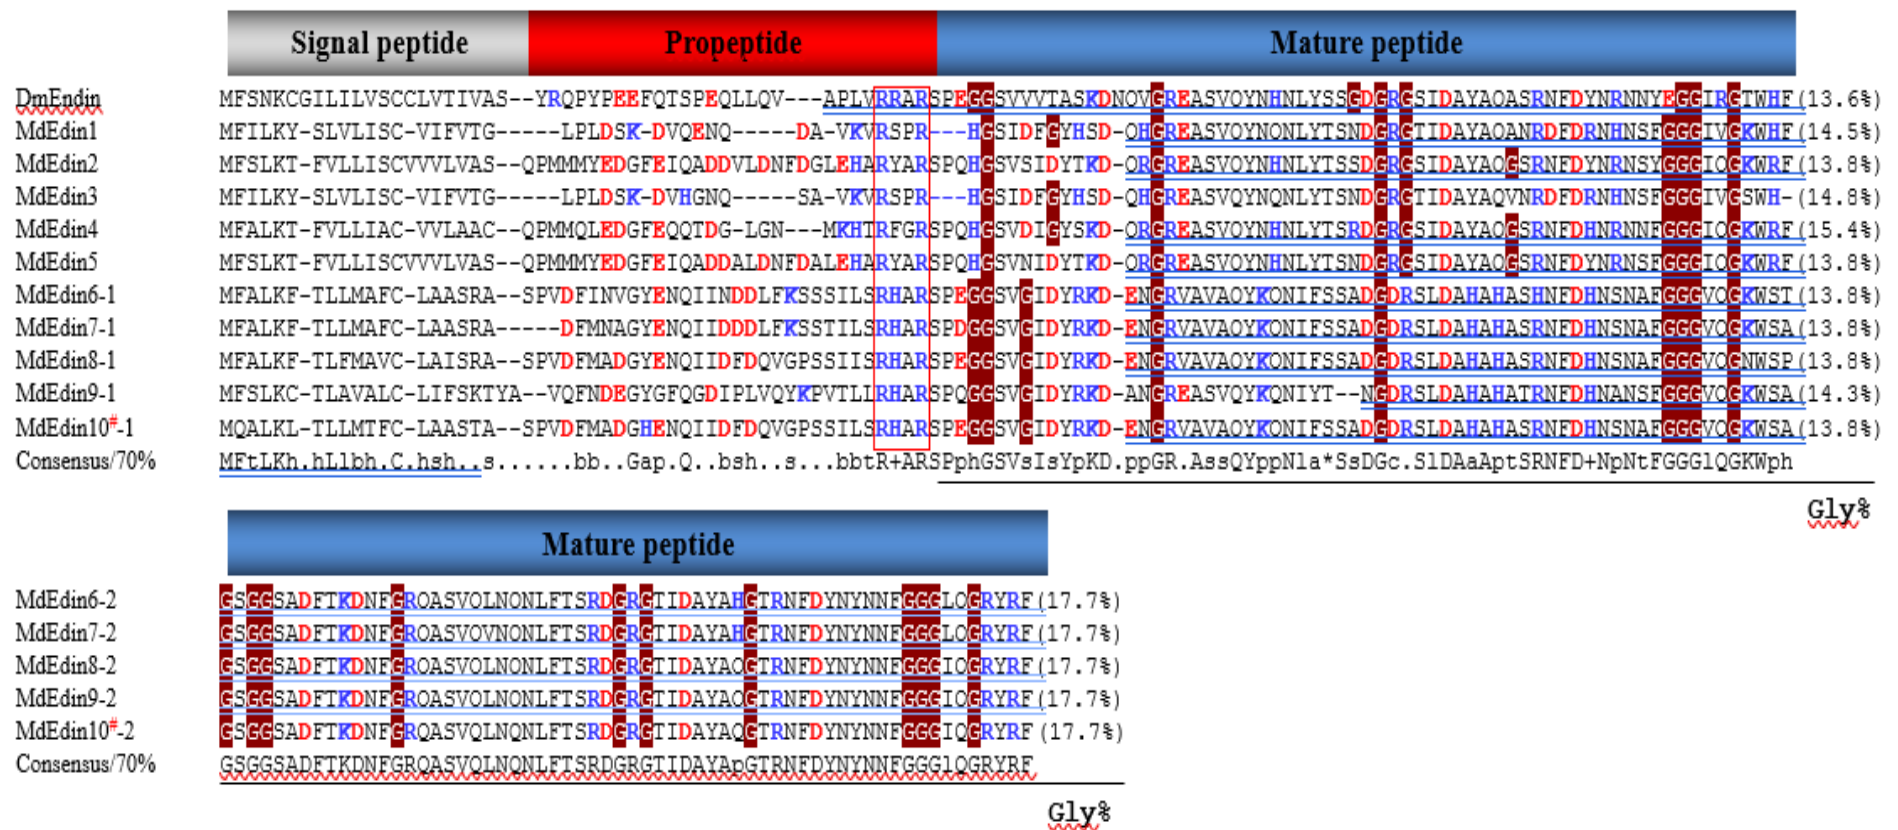 Signal peptide Propeptide Mature peptide
DmEndin MFSNKCGILILVSCCLVTIVAS--YRQPYPEEFQTSPEQLLQV---APLVRRARSPEGGSVVVTASKDNQVGREASVQYNHNLYSSGDGRGSIDAYAQASRNFDYNRNNYEGGIRGTWHF(13.6%)
MdEdin1 MFILKY-SLVLISC-VIFVTG-----LPLDSK-DVQENQ-----DA-VKVRSPR---HGSIDFGYHSD-QHGREASVQYNQNLYTSNDGRGTIDAYAQANRDFDRNHNSFGGGIVGKWHF(14.5%)
MdEdin2 MFSLKT-FVLLISCVVVLVAS--QPMMMYEDGFEIQADDVLDNFDGLEHARYARSPQHGSVSIDYTKD-QRGREASVQYNHNLYTSSDGRGSIDAYAQGSRNFDYNRNSYGGGIQGKWRF(13.8%)
MdEdin3 MFILKY-SLVLISC-VIFVTG-----LPLDSK-DVHGNQ-----SA-VKVRSPR---HGSIDFGYHSD-QHGREASVQYNQNLYTSNDGRGTIDAYAQVNRDFDRNHNSFGGGIVGSWH-(14.8%)
MdEdin4 MFALKT-FVLLIAC-VVLAAC-QPMMQLEDGFEQQTDG-LGN---MKHTRFGRSPQHGSVDIGYSKD-QRGREASVQYNHNLYTSRDGRGSIDAYAQGSRNFDHNRNNFGGGIQGKWRF(15.4%)
MdEdin5 MFSLKT-FVLLISCVVVLVAS--QPMMMYEDGFEIQADDALDNFDALEHARYARSPQHGSVNIDYTKD-QRGREASVQYNHNLYTSNDGRGSIDAYAQGSRNFDYNRNSFGGGIQGKWRF(13.8%)
MdEdin6-1 MFALKF-TLLMAFC-LAASRA--SPVDFINVGYENQIINDDLFKSSSILSRHARSPEGGSVGIDYRKD-ENGRVAVAQYKQNIFSSADGDRSLDAHAHASHNFDHNSNAFGGGVQGKWST(13.8%)
MdEdin7-1 MFALKF-TLLMAFC-LAASRA-----DFMNAGYENQIIDDDLFKSSTILSRHARSPDGGSVGIDYRKD-ENGRVAVAQYKQNIFSSADGDRSLDAHAHASRNFDHNSNAFGGGVQGKWSA(13.8%)
MdEdin8-1 MFALKF-TLFMAVC-LAISRA--SPVDFMADGYENQIIDFDQVGPSSIISRHARSPEGGSVGIDYRKD-ENGRVAVAQYKQNIFSSADGDRSLDAHAHASRNFDHNSNAFGGGVQGNWSP(13.8%)
MdEdin9-1 MFSLKC-TLAVALC-LIFSKTYA--VQFNDEGYGFQGDIPLVQYKPVTLLRHARSPQGGSVGIDYRKD-ANGREASVQYKQNIYT--NGDRSLDAHAHATRNFDHNANAFGGGVQGKWSA(14.3%)
MdEdin10#-1 MQALKL-TLLMTFC-LAASTA--SPVDFMADGHENQIIDFDQVGPSSILSRHARSPEGGSVGIDYRKD-ENGRVAVAQYKQNIFSSADGDRSLDAHAHASRNFDHNSNAFGGGVQGKWSA(13.8%)
Consensus/70% MFtLKh.hLlbh.C.hsh..s......bb..Gap.Q..bsh..s...bbtR+ARSPphGSVsIsYpKD.ppGR.AssQYppNla*SsDGc.SlDAaAptSRNFD+NpNtFGGGlQGKWph
Gly%
Mature peptide
MdEdin6-2 GSGGSADFTKDNFGRQASVQLNQNLFTSRDGRGTIDAYAHGTRNFDYNYNNFGGGLQGRYRF(17.7%)
MdEdin7-2 GSGGSADFTKDNFGRQASVQVNQNLFTSRDGRGTIDAYAHGTRNFDYNYNNFGGGLQGRYRF(17.7%)
MdEdin8-2 GSGGSADFTKDNFGRQASVQLNQNLFTSRDGRGTIDAYAQGTRNFDYNYNNFGGGIQGRYRF(17.7%)
MdEdin9-2 GSGGSADFTKDNFGRQASVQLNQNLFTSRDGRGTIDAYAQGTRNFDYNYNNFGGGIQGRYRF(17.7%)
MdEdin10#-2 GSGGSADFTKDNFGRQASVQLNQNLFTSRDGRGTIDAYAQGTRNFDYNYNNFGGGIQGRYRF(17.7%)
Consensus/70% GSGGSADFTKDNFGRQASVQLNQNLFTSRDGRGTIDAYApGTRNFDYNYNNFGGGlQGRYRF
Gly%